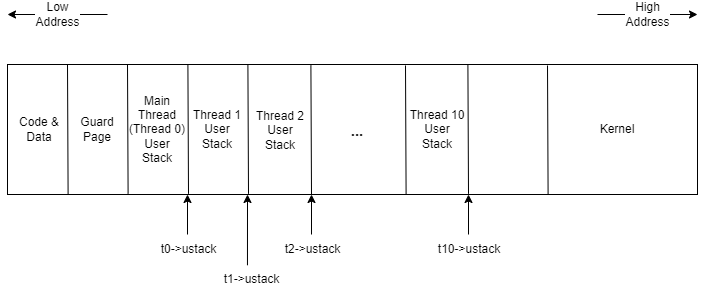 Low
Address
High
Address
Code &
Data
Guard
Page
Main
Thread
(Thread 0)
User
Stack
Thread 1
User
Stack
Thread 2
User
Stack
...
Thread 10
User
Stack
Kernel
t0->ustack
t1->ustack
t2->ustack
t10->ustack